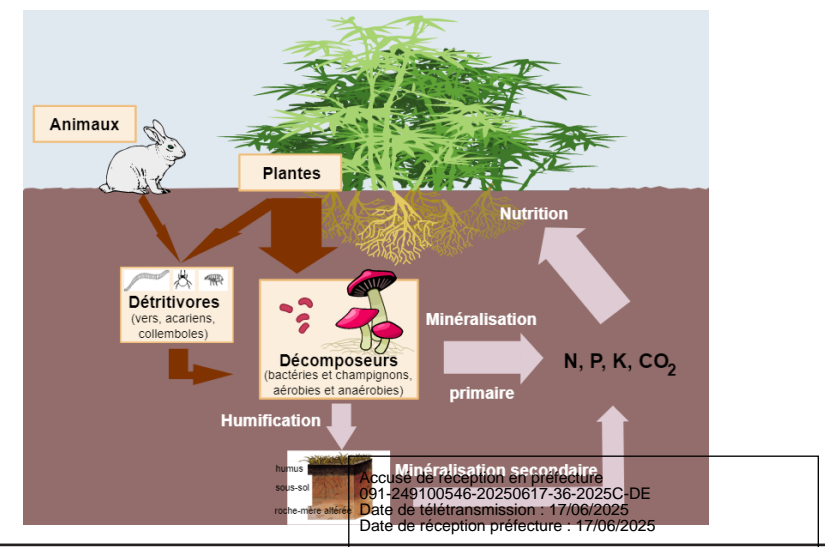 Animaux
Plantes
Nutrition
Détritivores
(vers, acariens,
collemboles)
Minéralisation
primaire
N, P, K, CO₂
Décomposeurs
(bactéries et champignons,
aérobies et anaérobies)
Humification
humus
sous-sol
roche-mère altérée
Minéralisation secondaire
Accusé de réception en préfecture
091-249100546-20250617-36-2025C-DE
Date de télétransmission : 17/06/2025
Date de réception préfecture : 17/06/2025